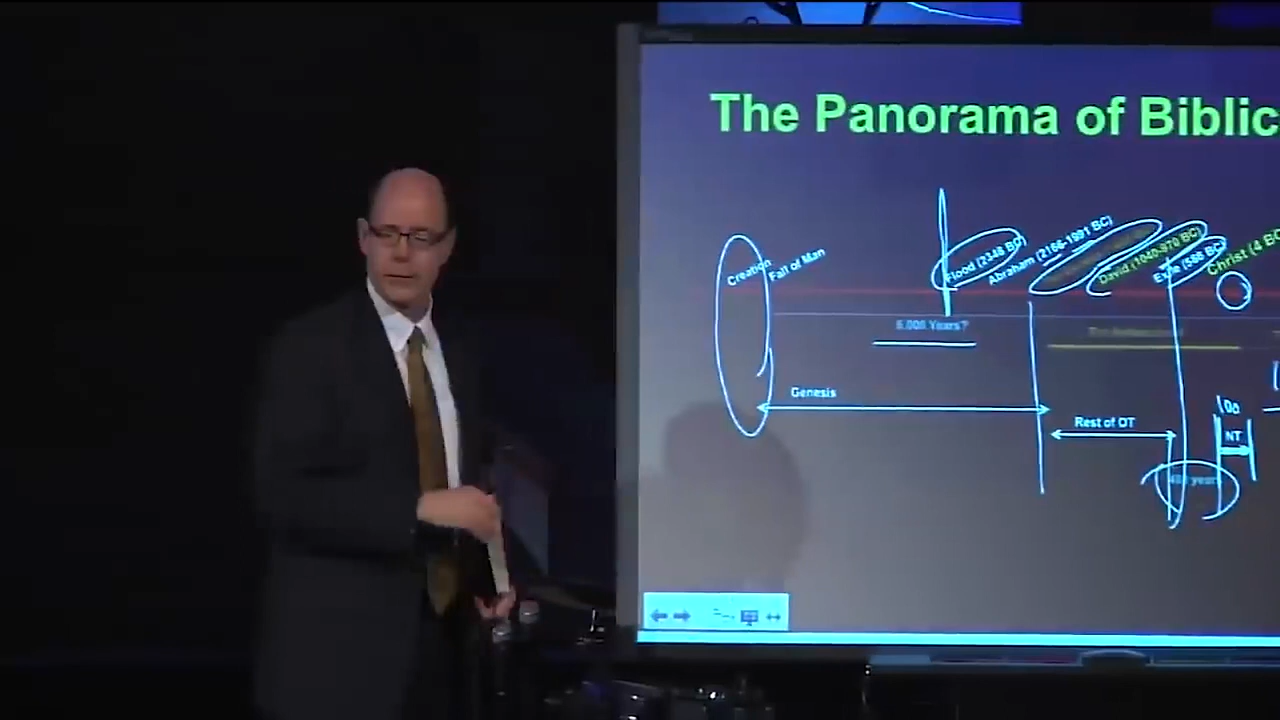 The Panorama of Biblic
Creation
Fall of Man
Flood (2348 BC)
Abraham (2166-1991 BC)
David (1040-970 BC)
Exile (586 BC)
Christ (4 BC
6,000 Years?
Genesis
Rest of OT
100
NT